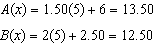 A(x) = 1.50(5) + 6 = 13.50
B(x) = 2(5) + 2.50 = 12.50